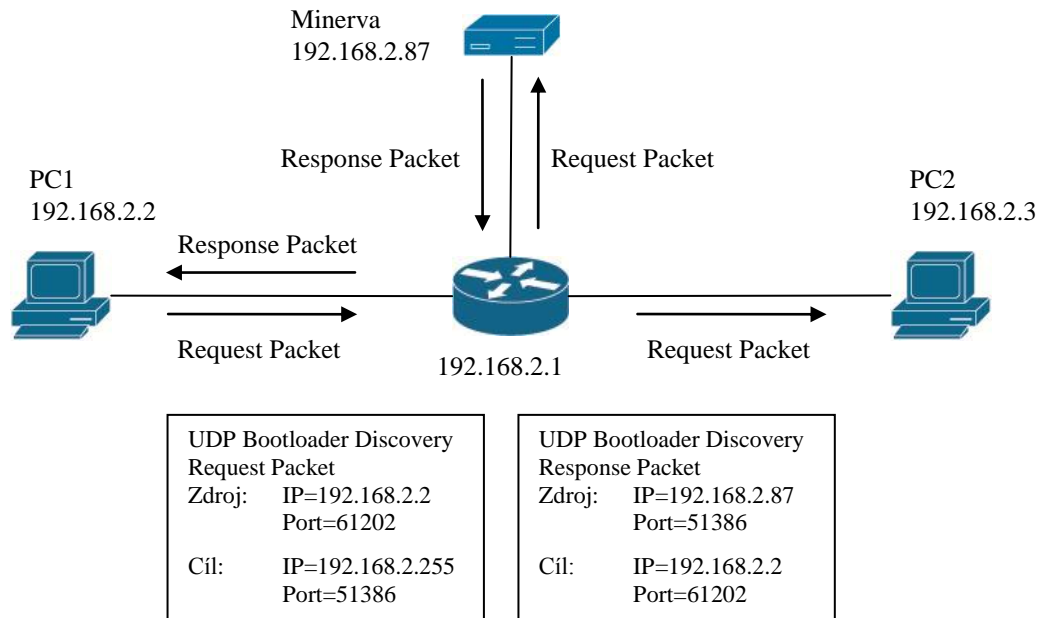 Minerva
192.168.2.87
Response Packet
Request Packet
PC1
192.168.2.2
PC2
192.168.2.3
Response Packet
Request Packet
Request Packet
192.168.2.1
UDP Bootloader Discovery
Request Packet
Zdroj: IP=192.168.2.2
Port=61202
Cíl: IP=192.168.2.255
Port=51386
UDP Bootloader Discovery
Response Packet
Zdroj: IP=192.168.2.87
Port=51386
Cíl: IP=192.168.2.2
Port=61202